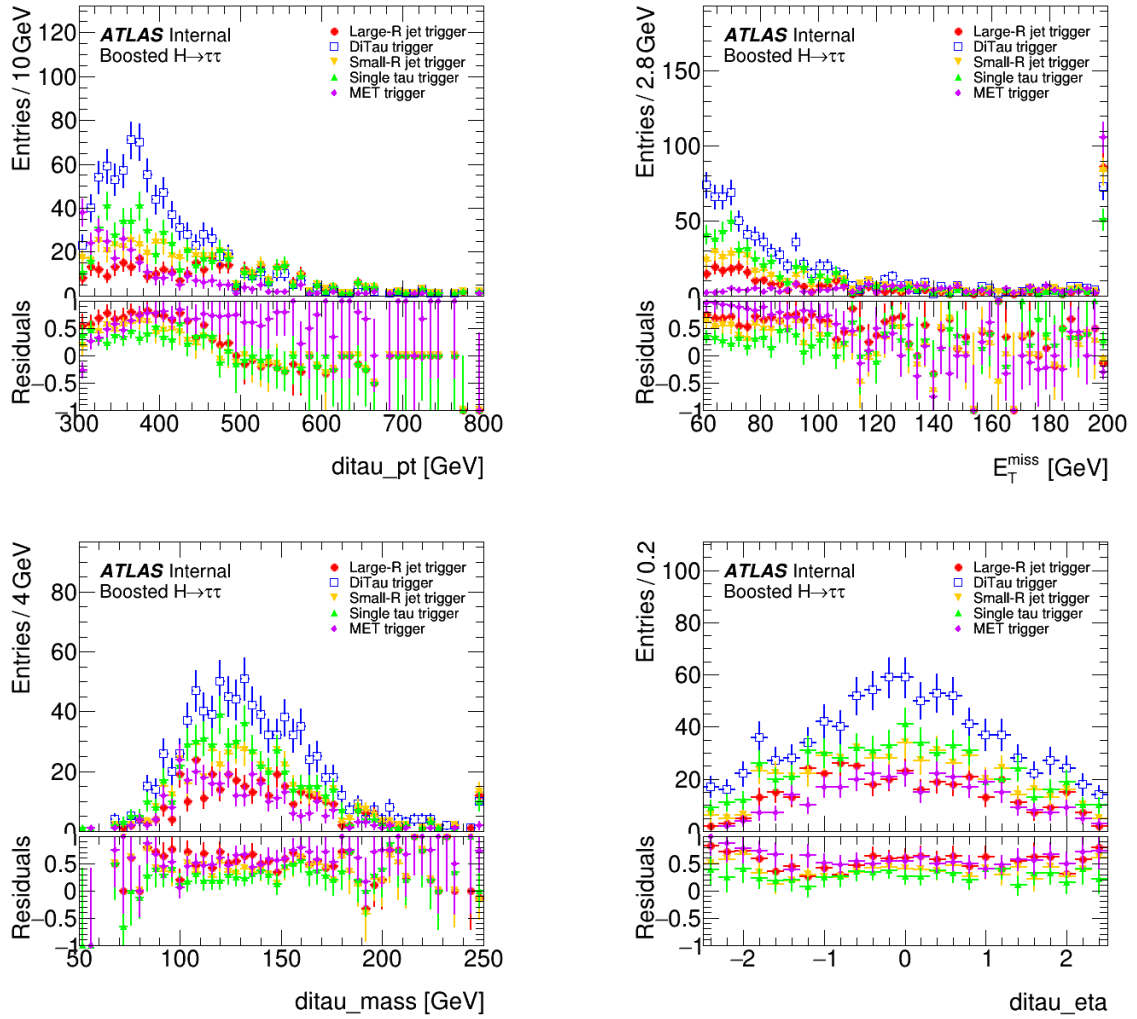 Entries / 10 GeV
ATLAS Internal
Boosted H→ττ
Large-R jet trigger
DiTau trigger
Small-R jet trigger
Single tau trigger
MET trigger
120
100
80
60
40
20
0
Residuals
0.5
0
−0.5
−1
300 400 500 600 700 800
ditau_pt [GeV]
Entries / 2.8 GeV
ATLAS Internal
Boosted H→ττ
Large-R jet trigger
DiTau trigger
Small-R jet trigger
Single tau trigger
MET trigger
150
100
50
0
Residuals
0.5
0
−0.5
−1
60 80 100 120 140 160 180 200
E_T^miss [GeV]
Entries / 4 GeV
ATLAS Internal
Boosted H→ττ
Large-R jet trigger
DiTau trigger
Small-R jet trigger
Single tau trigger
MET trigger
80
60
40
20
0
Residuals
0.5
0
−0.5
−1
50 100 150 200 250
ditau_mass [GeV]
Entries / 0.2
ATLAS Internal
Boosted H→ττ
Large-R jet trigger
DiTau trigger
Small-R jet trigger
Single tau trigger
MET trigger
100
80
60
40
20
0
Residuals
0.5
0
−0.5
−1
−2 −1 0 1 2
ditau_eta